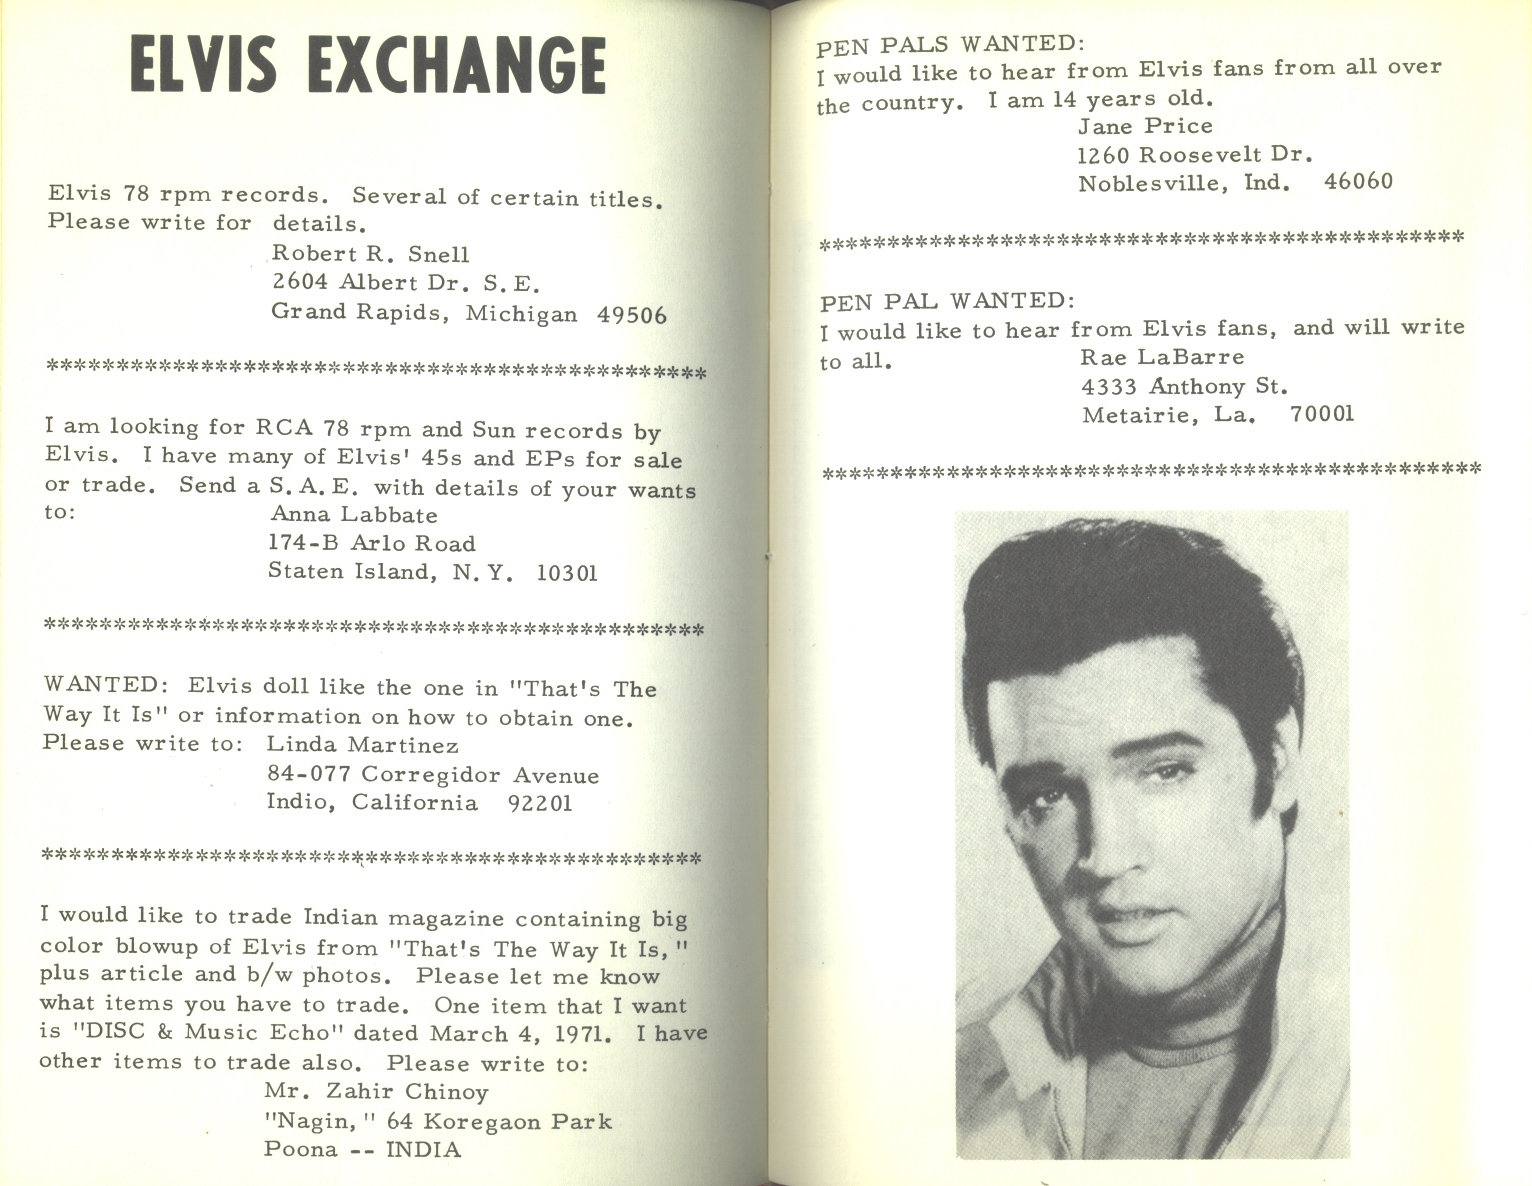 ELVIS EXCHANGE
Elvis 78 rpm records. Several of certain titles.
Please write for details.
Robert R. Snell
2604 Albert Dr. S.E.
Grand Rapids, Michigan 49506
***********************************************
I am looking for RCA 78 rpm and Sun records by
Elvis. I have many of Elvis' 45s and EPs for sale
or trade. Send a S.A.E. with details of your wants
to: Anna Labbate
174-B Arlo Road
Staten Island, N.Y. 10301
***********************************************
WANTED: Elvis doll like the one in "That's The
Way It Is" or information on how to obtain one.
Please write to: Linda Martinez
84-077 Corregidor Avenue
Indio, California 92201
***********************************************
I would like to trade Indian magazine containing big
color blowup of Elvis from "That's The Way It Is,"
plus article and b/w photos. Please let me know
what items you have to trade. One item that I want
is "DISC & Music Echo" dated March 4, 1971. I have
other items to trade also. Please write to:
Mr. Zahir Chinoy
"Nagin," 64 Koregaon Park
Poona -- INDIA
PEN PALS WANTED:
I would like to hear from Elvis fans from all over
the country. I am 14 years old.
Jane Price
1260 Roosevelt Dr.
Noblesville, Ind. 46060
**********************************************
PEN PAL WANTED:
I would like to hear from Elvis fans, and will write
to all. Rae LaBarre
4333 Anthony St.
Metairie, La. 70001
***********************************************